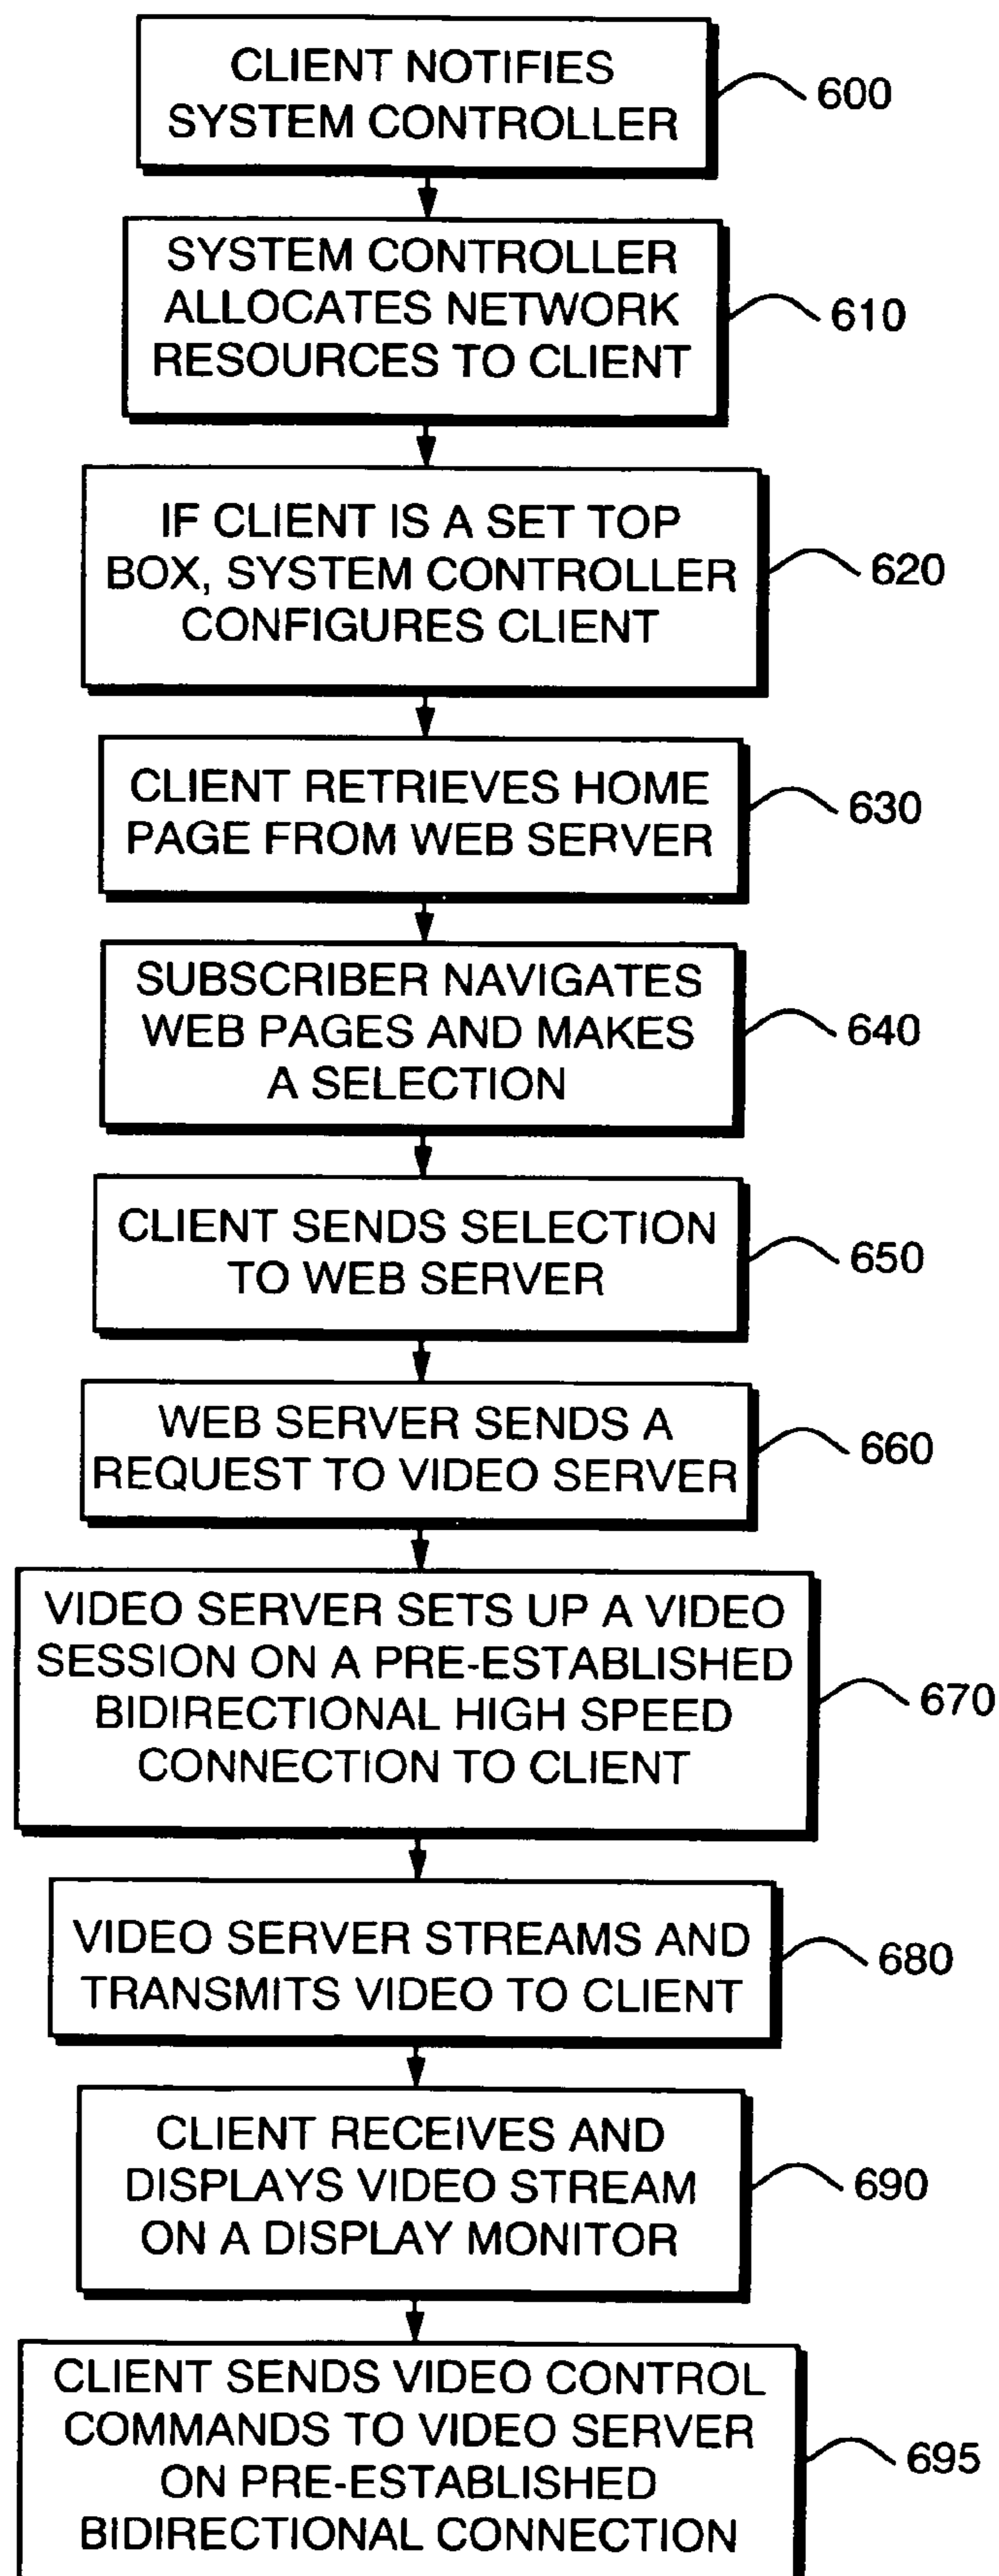 CLIENT NOTIFIES
SYSTEM CONTROLLER
600
SYSTEM CONTROLLER
ALLOCATES NETWORK
RESOURCES TO CLIENT
610
IF CLIENT IS A SET TOP
BOX, SYSTEM CONTROLLER
CONFIGURES CLIENT
620
CLIENT RETRIEVES HOME
PAGE FROM WEB SERVER
630
SUBSCRIBER NAVIGATES
WEB PAGES AND MAKES
A SELECTION
640
CLIENT SENDS SELECTION
TO WEB SERVER
650
WEB SERVER SENDS A
REQUEST TO VIDEO SERVER
660
VIDEO SERVER SETS UP A VIDEO
SESSION ON A PRE-ESTABLISHED
BIDIRECTIONAL HIGH SPEED
CONNECTION TO CLIENT
670
VIDEO SERVER STREAMS AND
TRANSMITS VIDEO TO CLIENT
680
CLIENT RECEIVES AND
DISPLAYS VIDEO STREAM
ON A DISPLAY MONITOR
690
CLIENT SENDS VIDEO CONTROL
COMMANDS TO VIDEO SERVER
ON PRE-ESTABLISHED
BIDIRECTIONAL CONNECTION
695